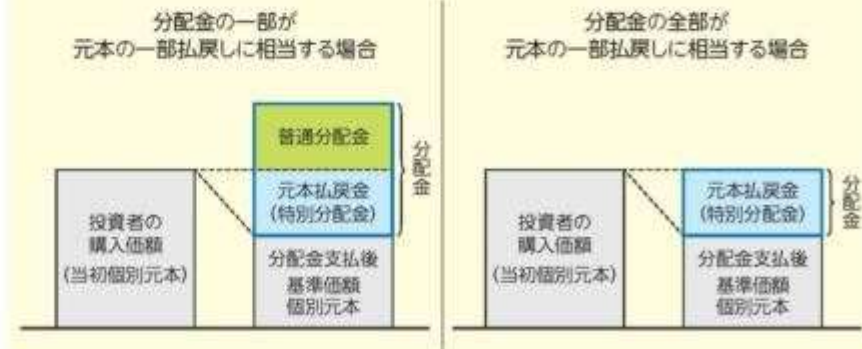 分配金の一部が
元本の一部払戻しに相当する場合
普通分配金
元本払戻金
(特別分配金)
分配金
投資者の
購入価額
(当初個別元本)
分配金支払後
基準価額
個別元本
分配金の全部が
元本の一部払戻しに相当する場合
元本払戻金
(特別分配金)
分配金
投資者の
購入価額
(当初個別元本)
分配金支払後
基準価額
個別元本